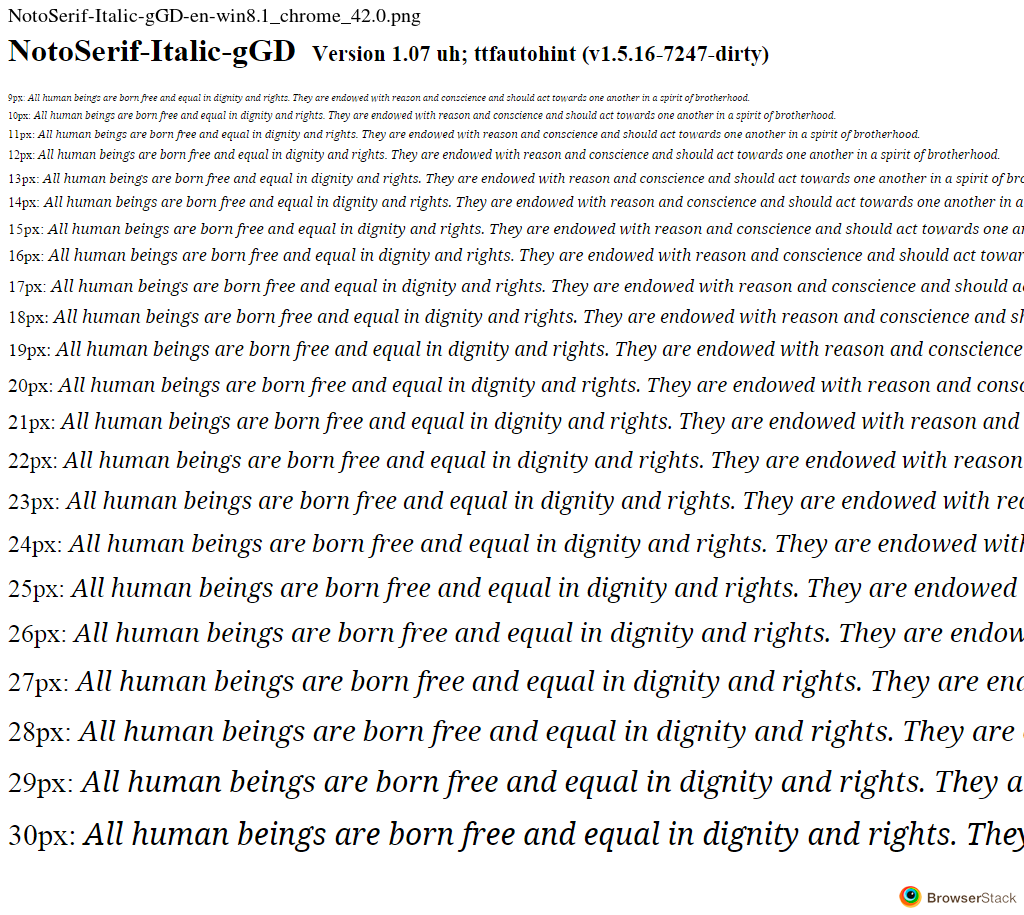 NotoSerif-Italic-gGD-en-win8.1_chrome_42.0.png
NotoSerif-Italic-gGD Version 1.07 uh; ttfautohint (v1.5.16-7247-dirty)
9px: All human beings are born free and equal in dignity and rights. They are endowed with reason and conscience and should act towards one another in a spirit of brotherhood.
10px: All human beings are born free and equal in dignity and rights. They are endowed with reason and conscience and should act towards one another in a spirit of brotherhood.
11px: All human beings are born free and equal in dignity and rights. They are endowed with reason and conscience and should act towards one another in a spirit of brotherhood.
12px: All human beings are born free and equal in dignity and rights. They are endowed with reason and conscience and should act towards one another in a spirit of brotherhood.
13px: All human beings are born free and equal in dignity and rights. They are endowed with reason and conscience and should act towards one another in a spirit of bro
14px: All human beings are born free and equal in dignity and rights. They are endowed with reason and conscience and should act towards one another in a
15px: All human beings are born free and equal in dignity and rights. They are endowed with reason and conscience and should act towards one an
16px: All human beings are born free and equal in dignity and rights. They are endowed with reason and conscience and should act towar
17px: All human beings are born free and equal in dignity and rights. They are endowed with reason and conscience and should a
18px: All human beings are born free and equal in dignity and rights. They are endowed with reason and conscience and sh
19px: All human beings are born free and equal in dignity and rights. They are endowed with reason and conscience
20px: All human beings are born free and equal in dignity and rights. They are endowed with reason and consc
21px: All human beings are born free and equal in dignity and rights. They are endowed with reason and
22px: All human beings are born free and equal in dignity and rights. They are endowed with reason
23px: All human beings are born free and equal in dignity and rights. They are endowed with rea
24px: All human beings are born free and equal in dignity and rights. They are endowed with
25px: All human beings are born free and equal in dignity and rights. They are endowed
26px: All human beings are born free and equal in dignity and rights. They are endow
27px: All human beings are born free and equal in dignity and rights. They are end
28px: All human beings are born free and equal in dignity and rights. They are
29px: All human beings are born free and equal in dignity and rights. They a
30px: All human beings are born free and equal in dignity and rights. They
BrowserStack